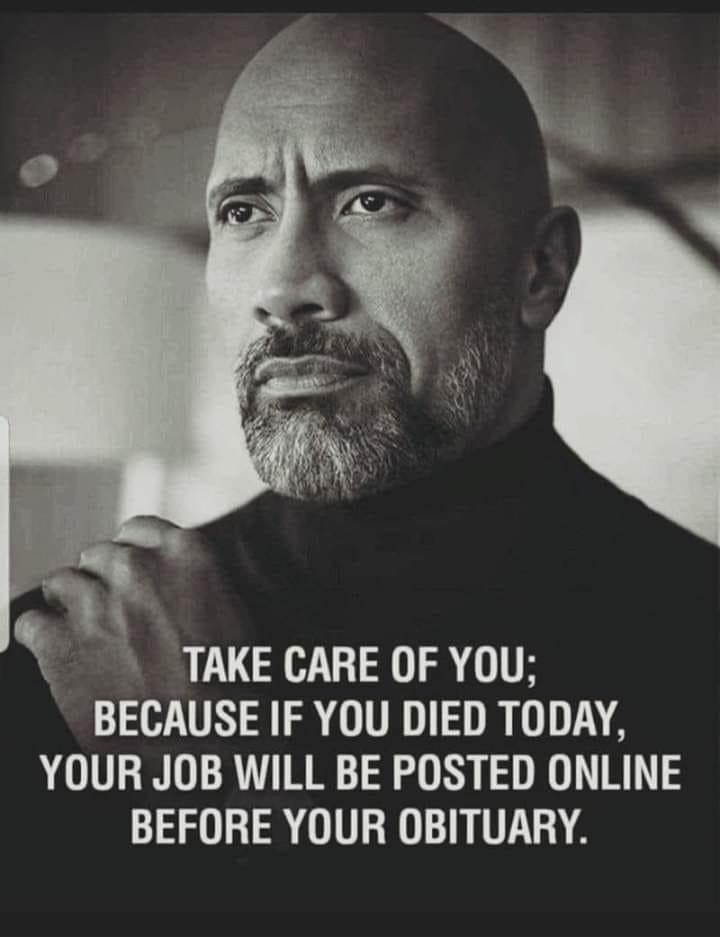 TAKE CARE OF YOU;
BECAUSE IF YOU DIED TODAY,
YOUR JOB WILL BE POSTED ONLINE
BEFORE YOUR OBITUARY.